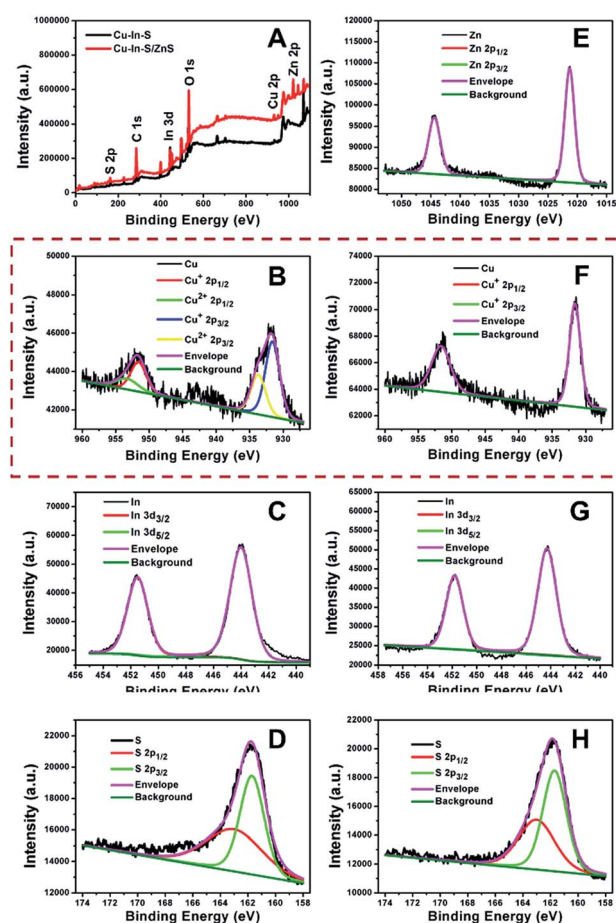 A
Cu-In-S
Cu-In-S/ZnS
S 2p
C 1s
In 3d
O 1s
Cu 2p
Zn 2p
1000000
800000
600000
400000
200000
0
0 200 400 600 800 1000
Intensity (a.u.)
Binding Energy (eV)
E
Zn
Zn 2p1/2
Zn 2p3/2
Envelope
Background
120000
115000
110000
105000
100000
95000
90000
85000
80000
1050 1045 1040 1035 1030 1025 1020 1015
Intensity (a.u.)
Binding Energy (eV)
B
Cu
Cu+ 2p1/2
Cu2+ 2p1/2
Cu+ 2p3/2
Cu2+ 2p3/2
Envelope
Background
50000
48000
46000
44000
42000
960 955 950 945 940 935 930
Intensity (a.u.)
Binding Energy (eV)
F
Cu
Cu+ 2p1/2
Cu+ 2p3/2
Envelope
Background
74000
72000
70000
68000
66000
64000
62000
960 955 950 945 940 935 930
Intensity (a.u.)
Binding Energy (eV)
C
In
In 3d3/2
In 3d5/2
Envelope
Background
70000
60000
50000
40000
30000
20000
456 454 452 450 448 446 444 442 440
Intensity (a.u.)
Binding Energy (eV)
G
In
In 3d3/2
In 3d5/2
Envelope
Background
65000
60000
55000
50000
45000
40000
35000
30000
25000
20000
458 456 454 452 450 448 446 444 442 440
Intensity (a.u.)
Binding Energy (eV)
D
S
S 2p1/2
S 2p3/2
Envelope
Background
22000
20000
18000
16000
14000
12000
174 172 170 168 166 164 162 160 158
Intensity (a.u.)
Binding Energy (eV)
H
S
S 2p1/2
S 2p3/2
Envelope
Background
22000
20000
18000
16000
14000
12000
10000
174 172 170 168 166 164 162 160 158
Intensity (a.u.)
Binding Energy (eV)